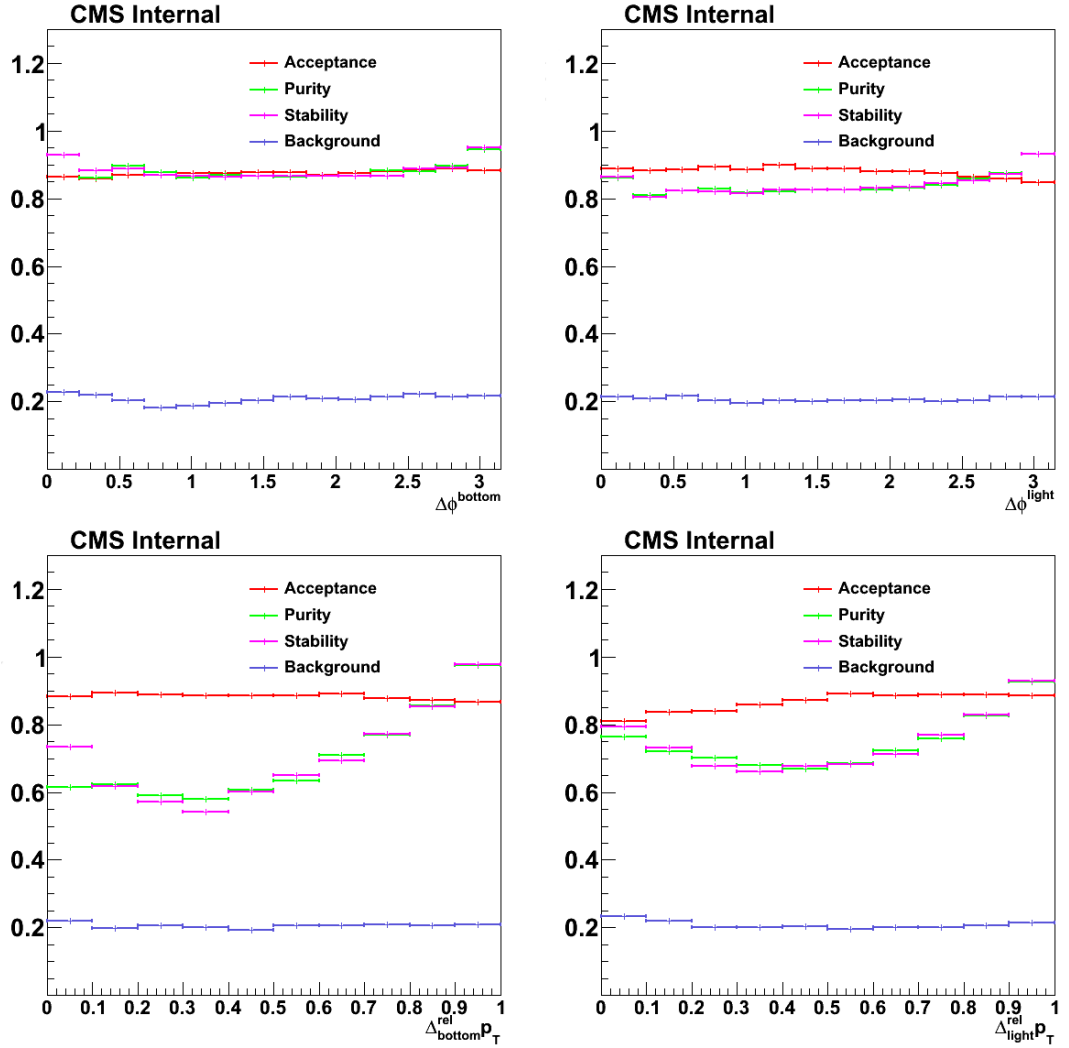 CMS Internal
Acceptance
Purity
Stability
Background
1.2
1
0.8
0.6
0.4
0.2
0 0.5 1 1.5 2 2.5 3
Δϕ^bottom
CMS Internal
Acceptance
Purity
Stability
Background
1.2
1
0.8
0.6
0.4
0.2
0 0.5 1 1.5 2 2.5 3
Δϕ^light
CMS Internal
Acceptance
Purity
Stability
Background
1.2
1
0.8
0.6
0.4
0.2
0 0.1 0.2 0.3 0.4 0.5 0.6 0.7 0.8 0.9 1
Δ^rel_bottom p_T
CMS Internal
Acceptance
Purity
Stability
Background
1.2
1
0.8
0.6
0.4
0.2
0 0.1 0.2 0.3 0.4 0.5 0.6 0.7 0.8 0.9 1
Δ^rel_light p_T